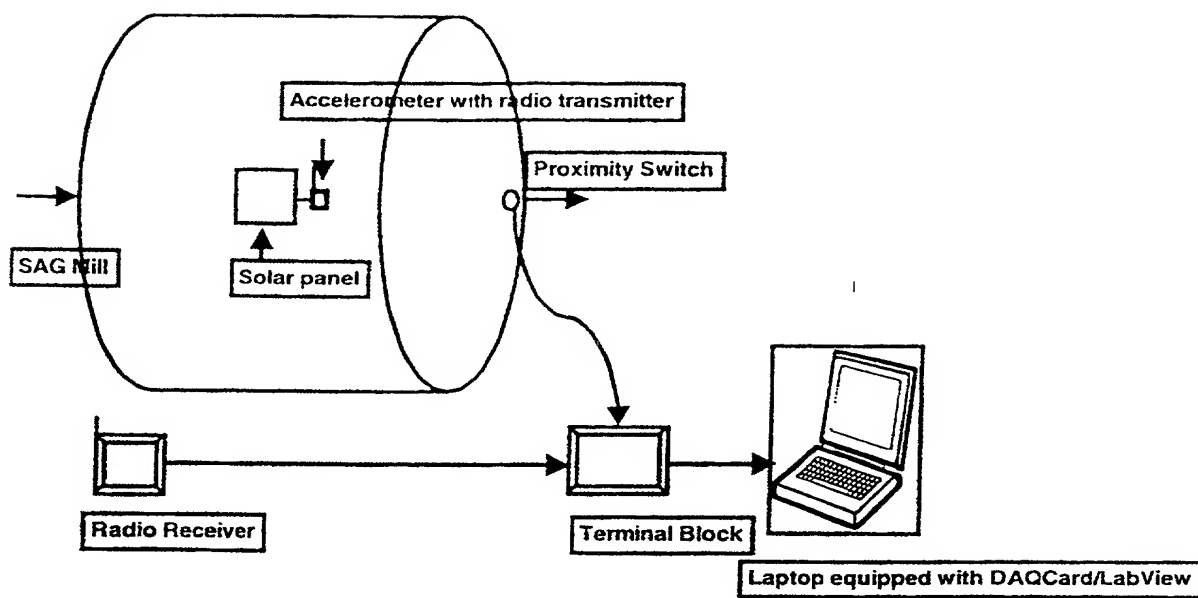 Accelerometer with radio transmitter
Proximity Switch
SAG Mill
Solar panel
Radio Receiver
Terminal Block
Laptop equipped with DAQCard/LabView